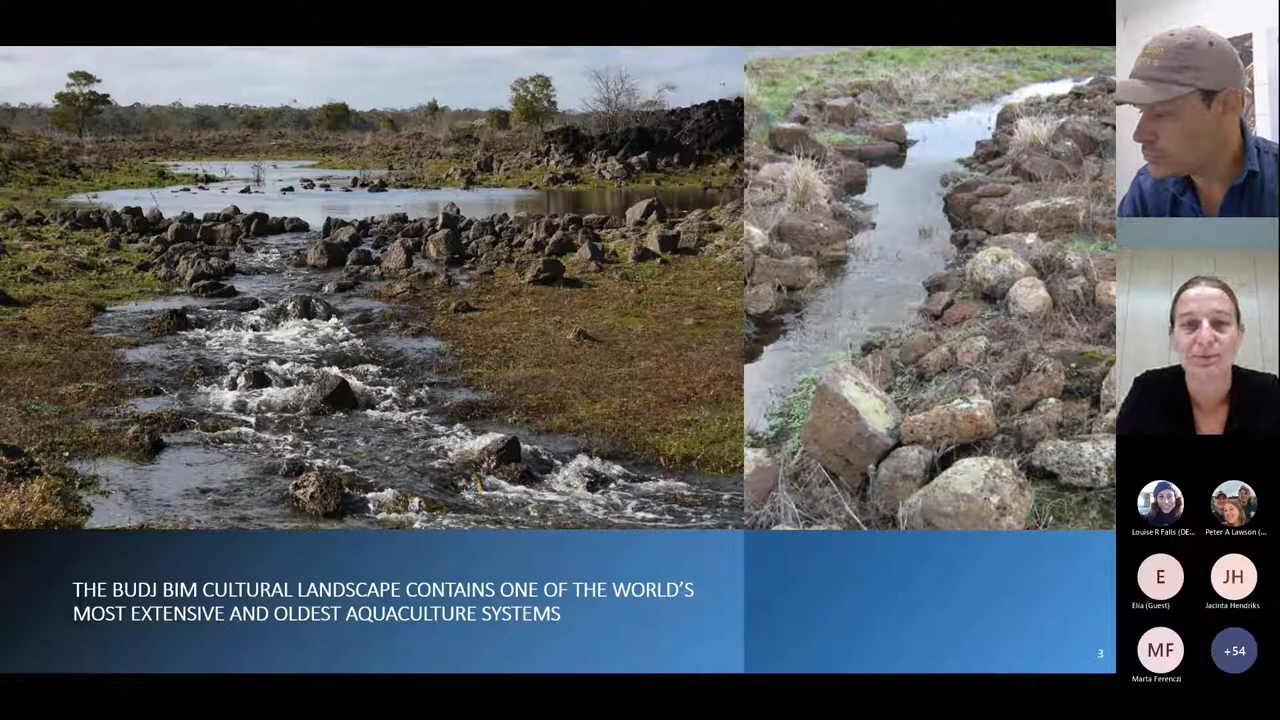 THE BUDJ BIM CULTURAL LANDSCAPE CONTAINS ONE OF THE WORLD'S
MOST EXTENSIVE AND OLDEST AQUACULTURE SYSTEMS
3
Louise R Falls (DE...
Peter A Lawson (...
E
JH
Elia (Guest)
Jacinta Hendriks
MF
+54
Marta Ferenczi